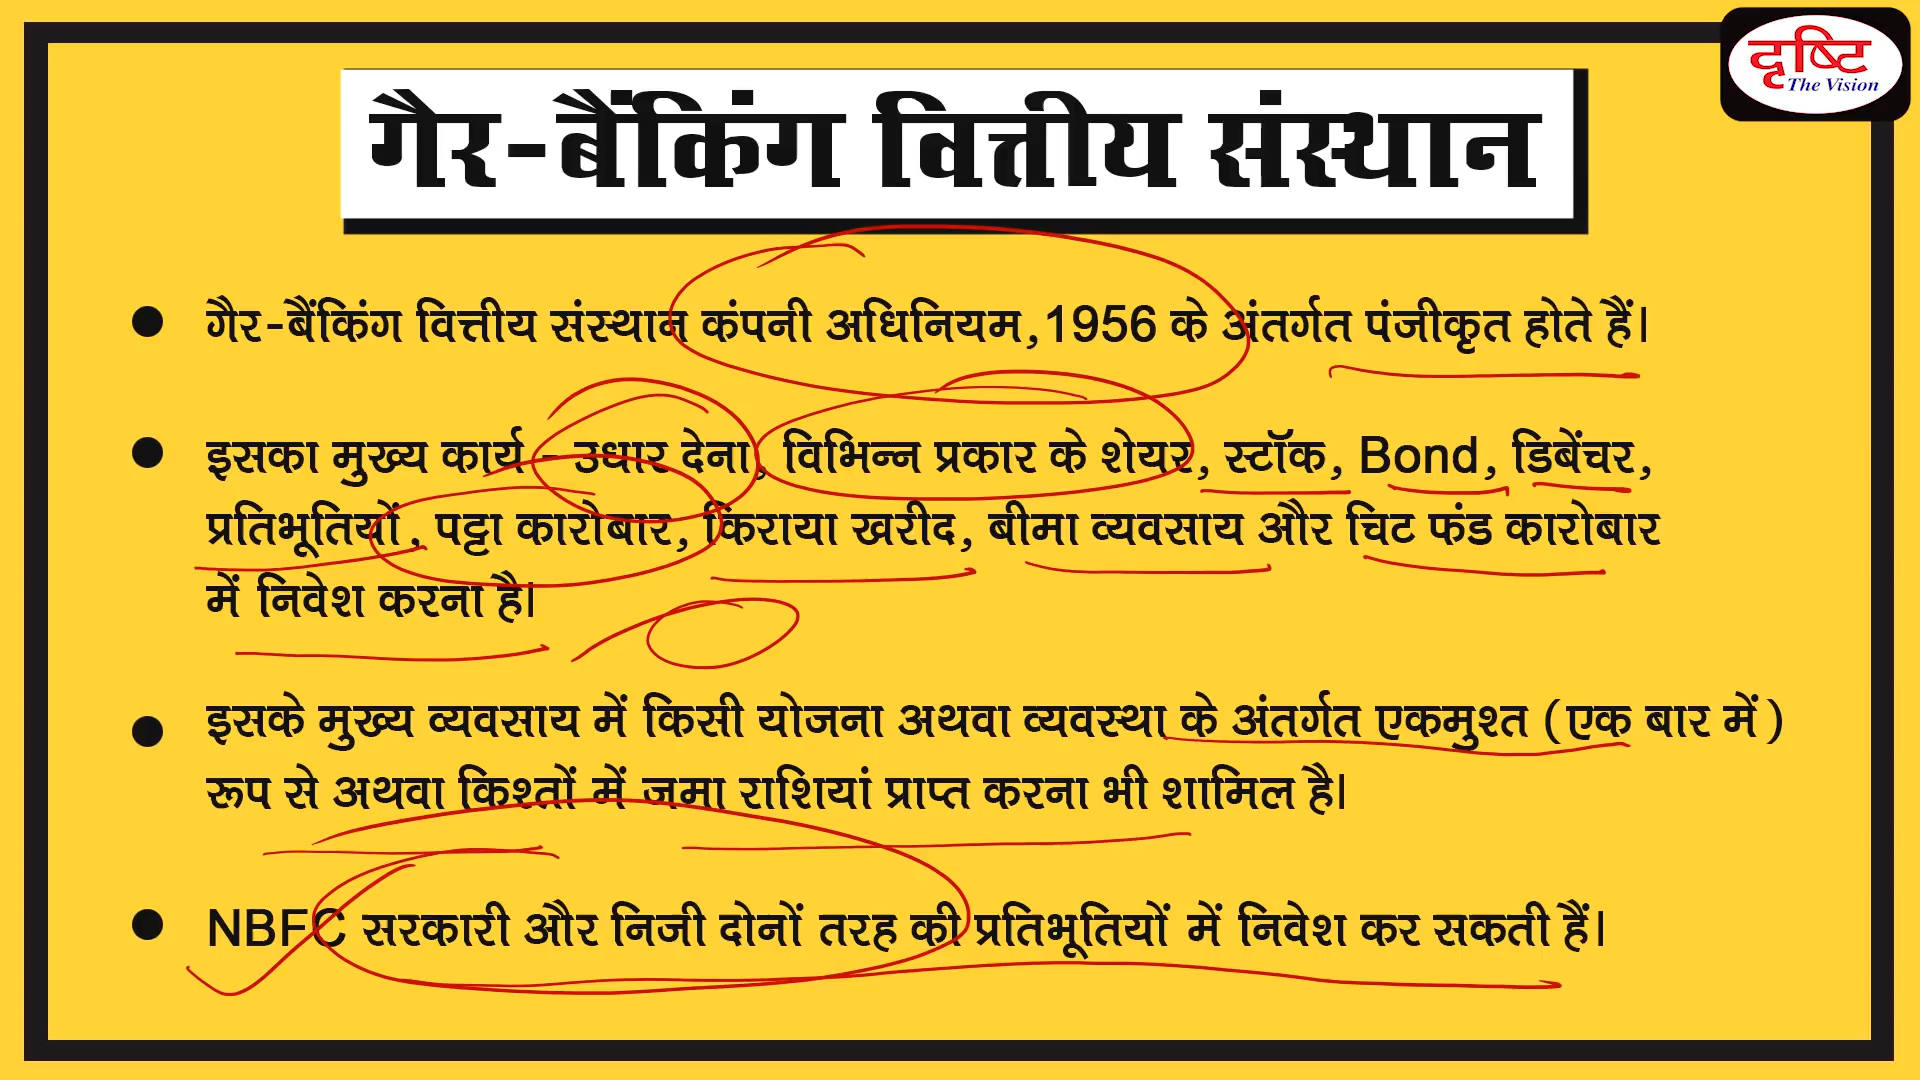 दृष्टि
The Vision
गैर-बैंकिंग वित्तीय संस्थान
● गैर-बैंकिंग वित्तीय संस्थान कंपनी अधिनियम,1956 के अंतर्गत पंजीकृत होते हैं।
● इसका मुख्य कार्य - उधार देना, विभिन्न प्रकार के शेयर, स्टॉक, Bond, डिबेंचर,
प्रतिभूतियों, पट्टा कारोबार, किराया खरीद, बीमा व्यवसाय और चिट फंड कारोबार
में निवेश करना है।
● इसके मुख्य व्यवसाय में किसी योजना अथवा व्यवस्था के अंतर्गत एकमुश्त (एक बार में)
रूप से अथवा किश्तों में जमा राशियां प्राप्त करना भी शामिल है।
● NBFC सरकारी और निजी दोनों तरह की प्रतिभूतियों में निवेश कर सकती हैं।